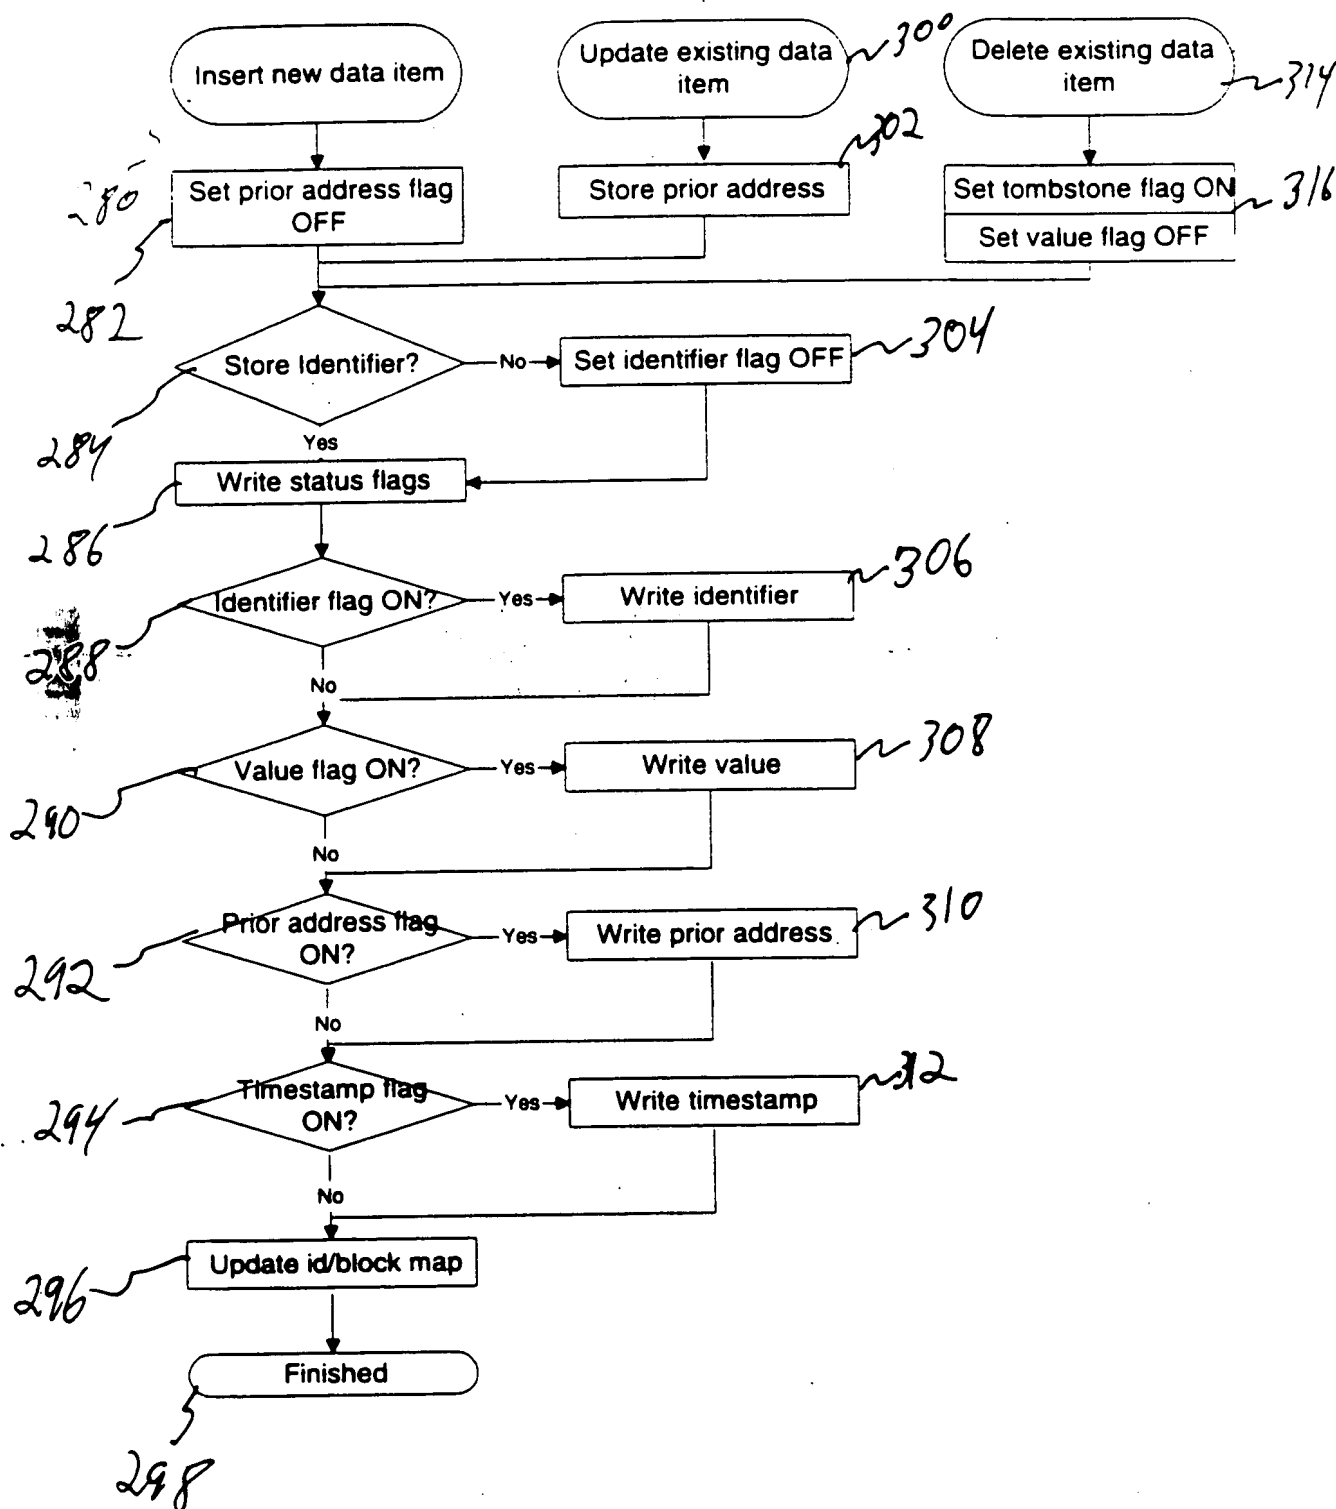 Insert new data item
Update existing data
item
300
Delete existing data
item
314
280
Set prior address flag
OFF
282
302
Store prior address
Set tombstone flag ON
316
Set value flag OFF
Store Identifier?
284
No
Set identifier flag OFF
304
Yes
Write status flags
286
Identifier flag ON?
288
Yes
Write identifier
306
No
Value flag ON?
290
Yes
Write value
308
No
Prior address flag
ON?
292
Yes
Write prior address
310
No
Timestamp flag
ON?
294
Yes
Write timestamp
312
No
Update id/block map
296
Finished
298